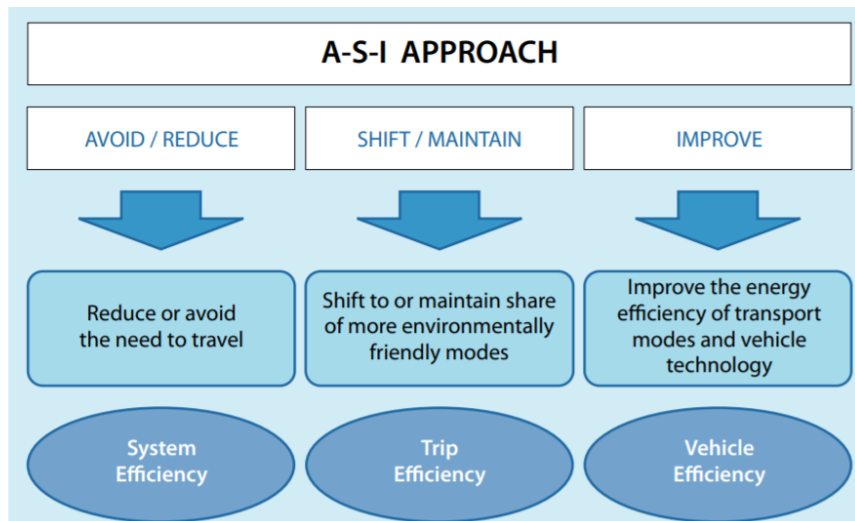 A-S-I APPROACH
AVOID / REDUCE
SHIFT / MAINTAIN
IMPROVE
Reduce or avoid
the need to travel
Shift to or maintain share
of more environmentally
friendly modes
Improve the energy
efficiency of transport
modes and vehicle
technology
System
Efficiency
Trip
Efficiency
Vehicle
Efficiency